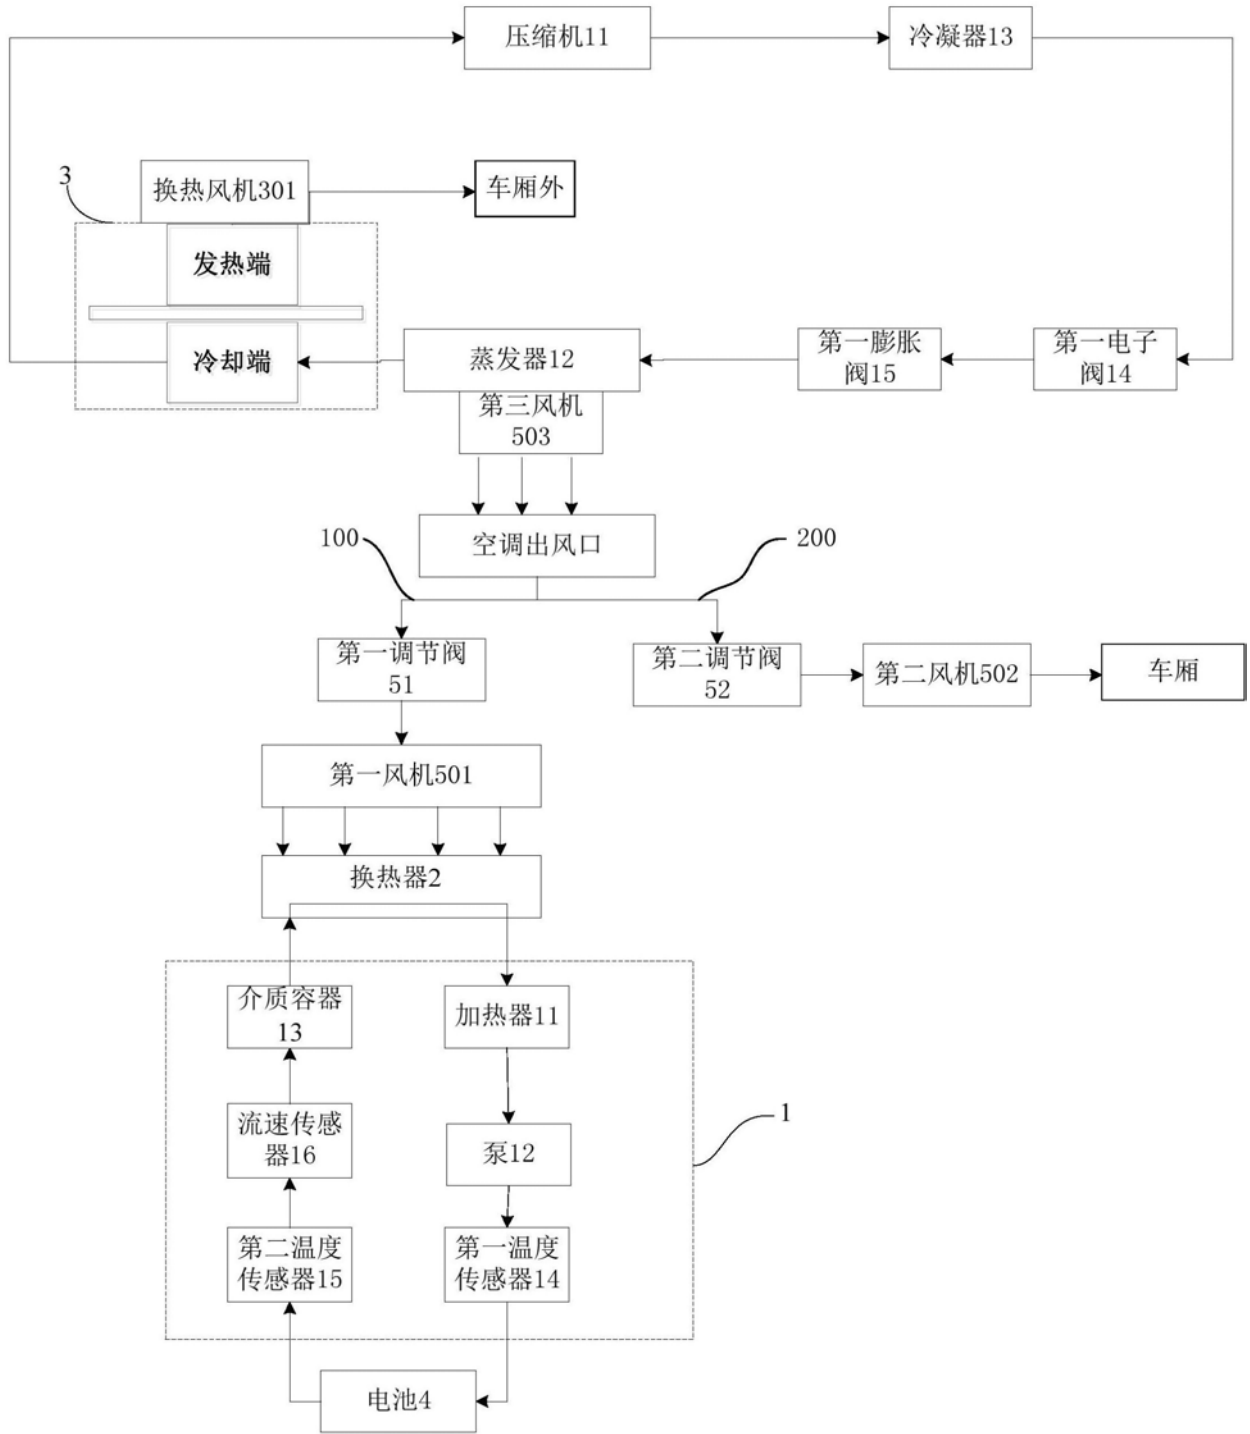 压缩机11
冷凝器13
3
换热风机301
车厢外
发热端
冷却端
蒸发器12
第一膨胀
阀15
第一电子
阀14
第三风机
503
100
空调出风口
200
第一调节阀
51
第二调节阀
52
第二风机502
车厢
第一风机501
换热器2
介质容器
13
加热器11
流速传感
器16
泵12
1
第二温度
传感器15
第一温度
传感器14
电池4